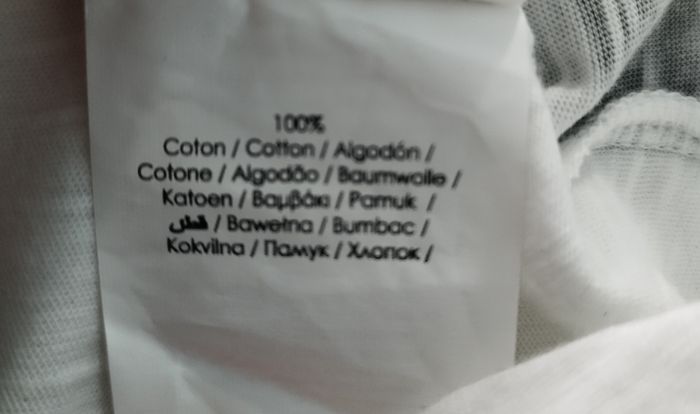 100%
Coton / Cotton / Algodón /
Cotone / Algodão / Baumwolle /
Katoen / Βαμβάκι / Pamuk /
قطن / Bawełna / Bumbac /
Kokvilna / Памук / Хлопок /